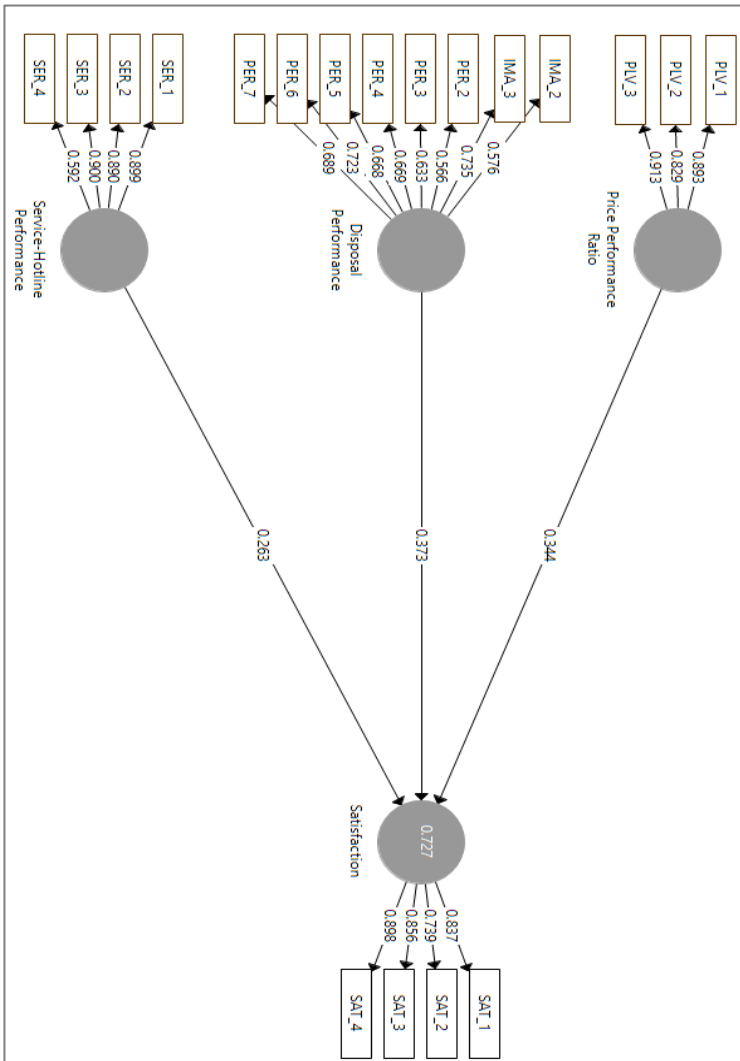 PLV_1
PLV_2
PLV_3
0.893
0.829
0.913
Price Performance
Ratio
IMA_2
IMA_3
PER_2
PER_3
PER_4
PER_5
PER_6
PER_7
0.576
0.735
0.566
0.633
0.669
0.668
0.723
0.689
Disposal
Performance
SER_1
SER_2
SER_3
SER_4
0.899
0.890
0.900
0.592
Service-Hotline
Performance
0.344
0.373
0.263
0.727
Satisfaction
0.837
0.739
0.856
0.898
SAT_1
SAT_2
SAT_3
SAT_4